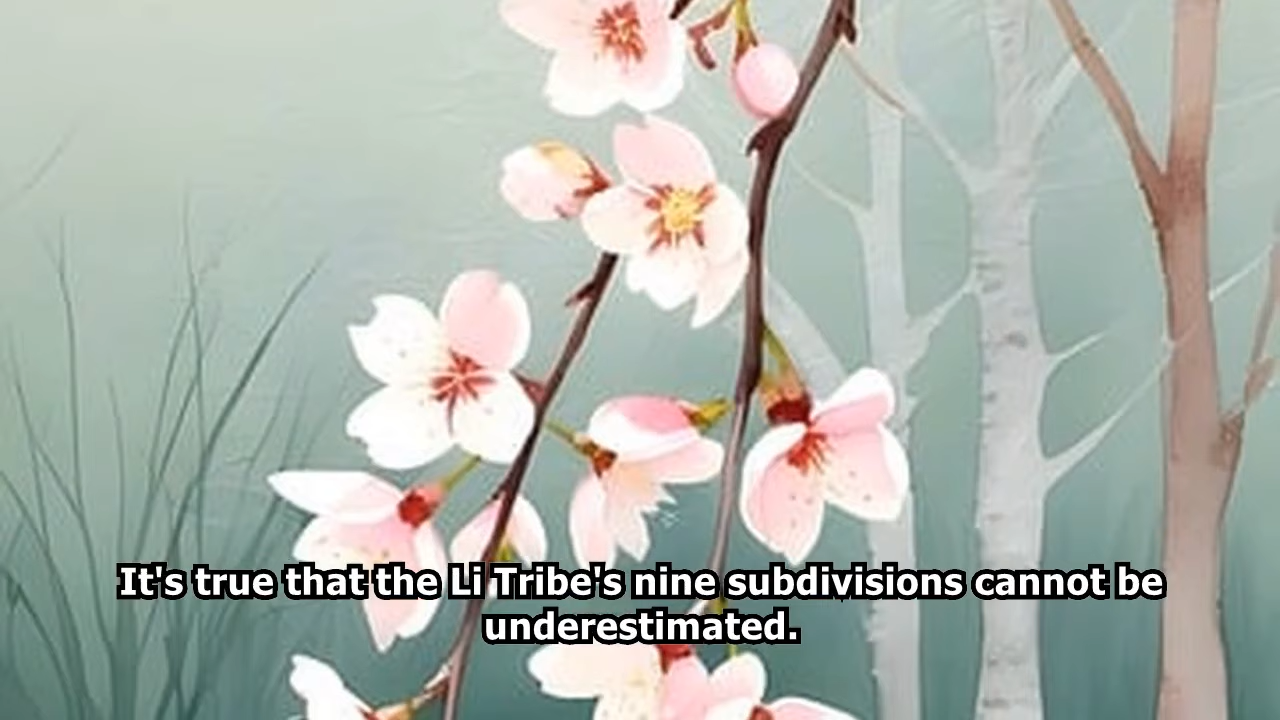 It's true that the Li Tribe's nine subdivisions cannot be
underestimated.